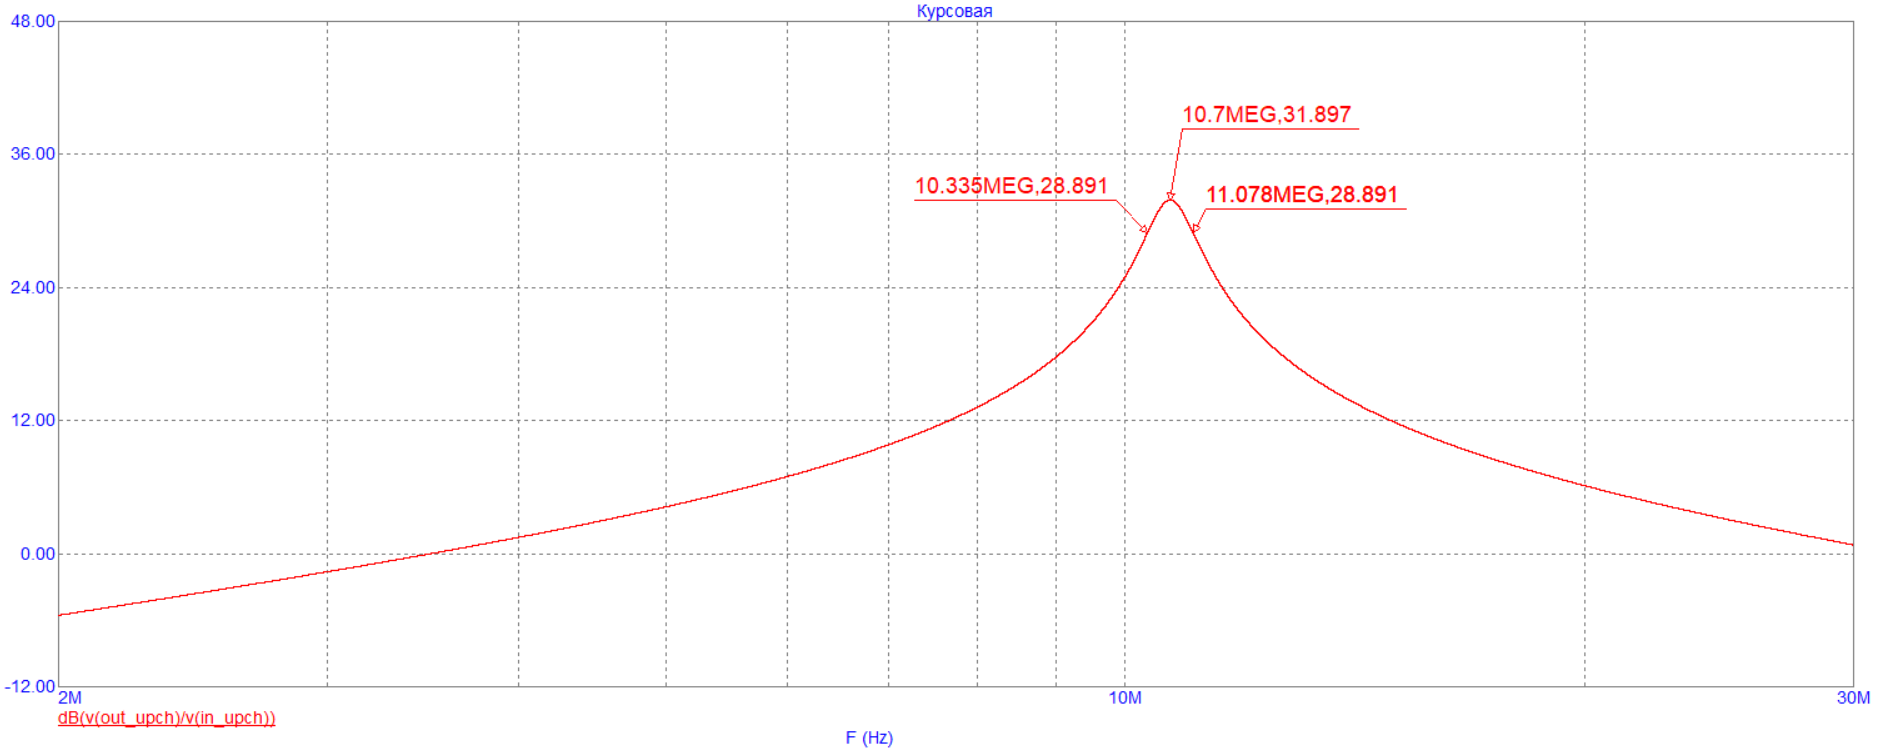 Курсовая
48.00
36.00
24.00
12.00
0.00
-12.00
10.7MEG,31.897
10.335MEG,28.891
11.078MEG,28.891
2M
10M
30M
dB(v(out_upch)/v(in_upch))
F (Hz)